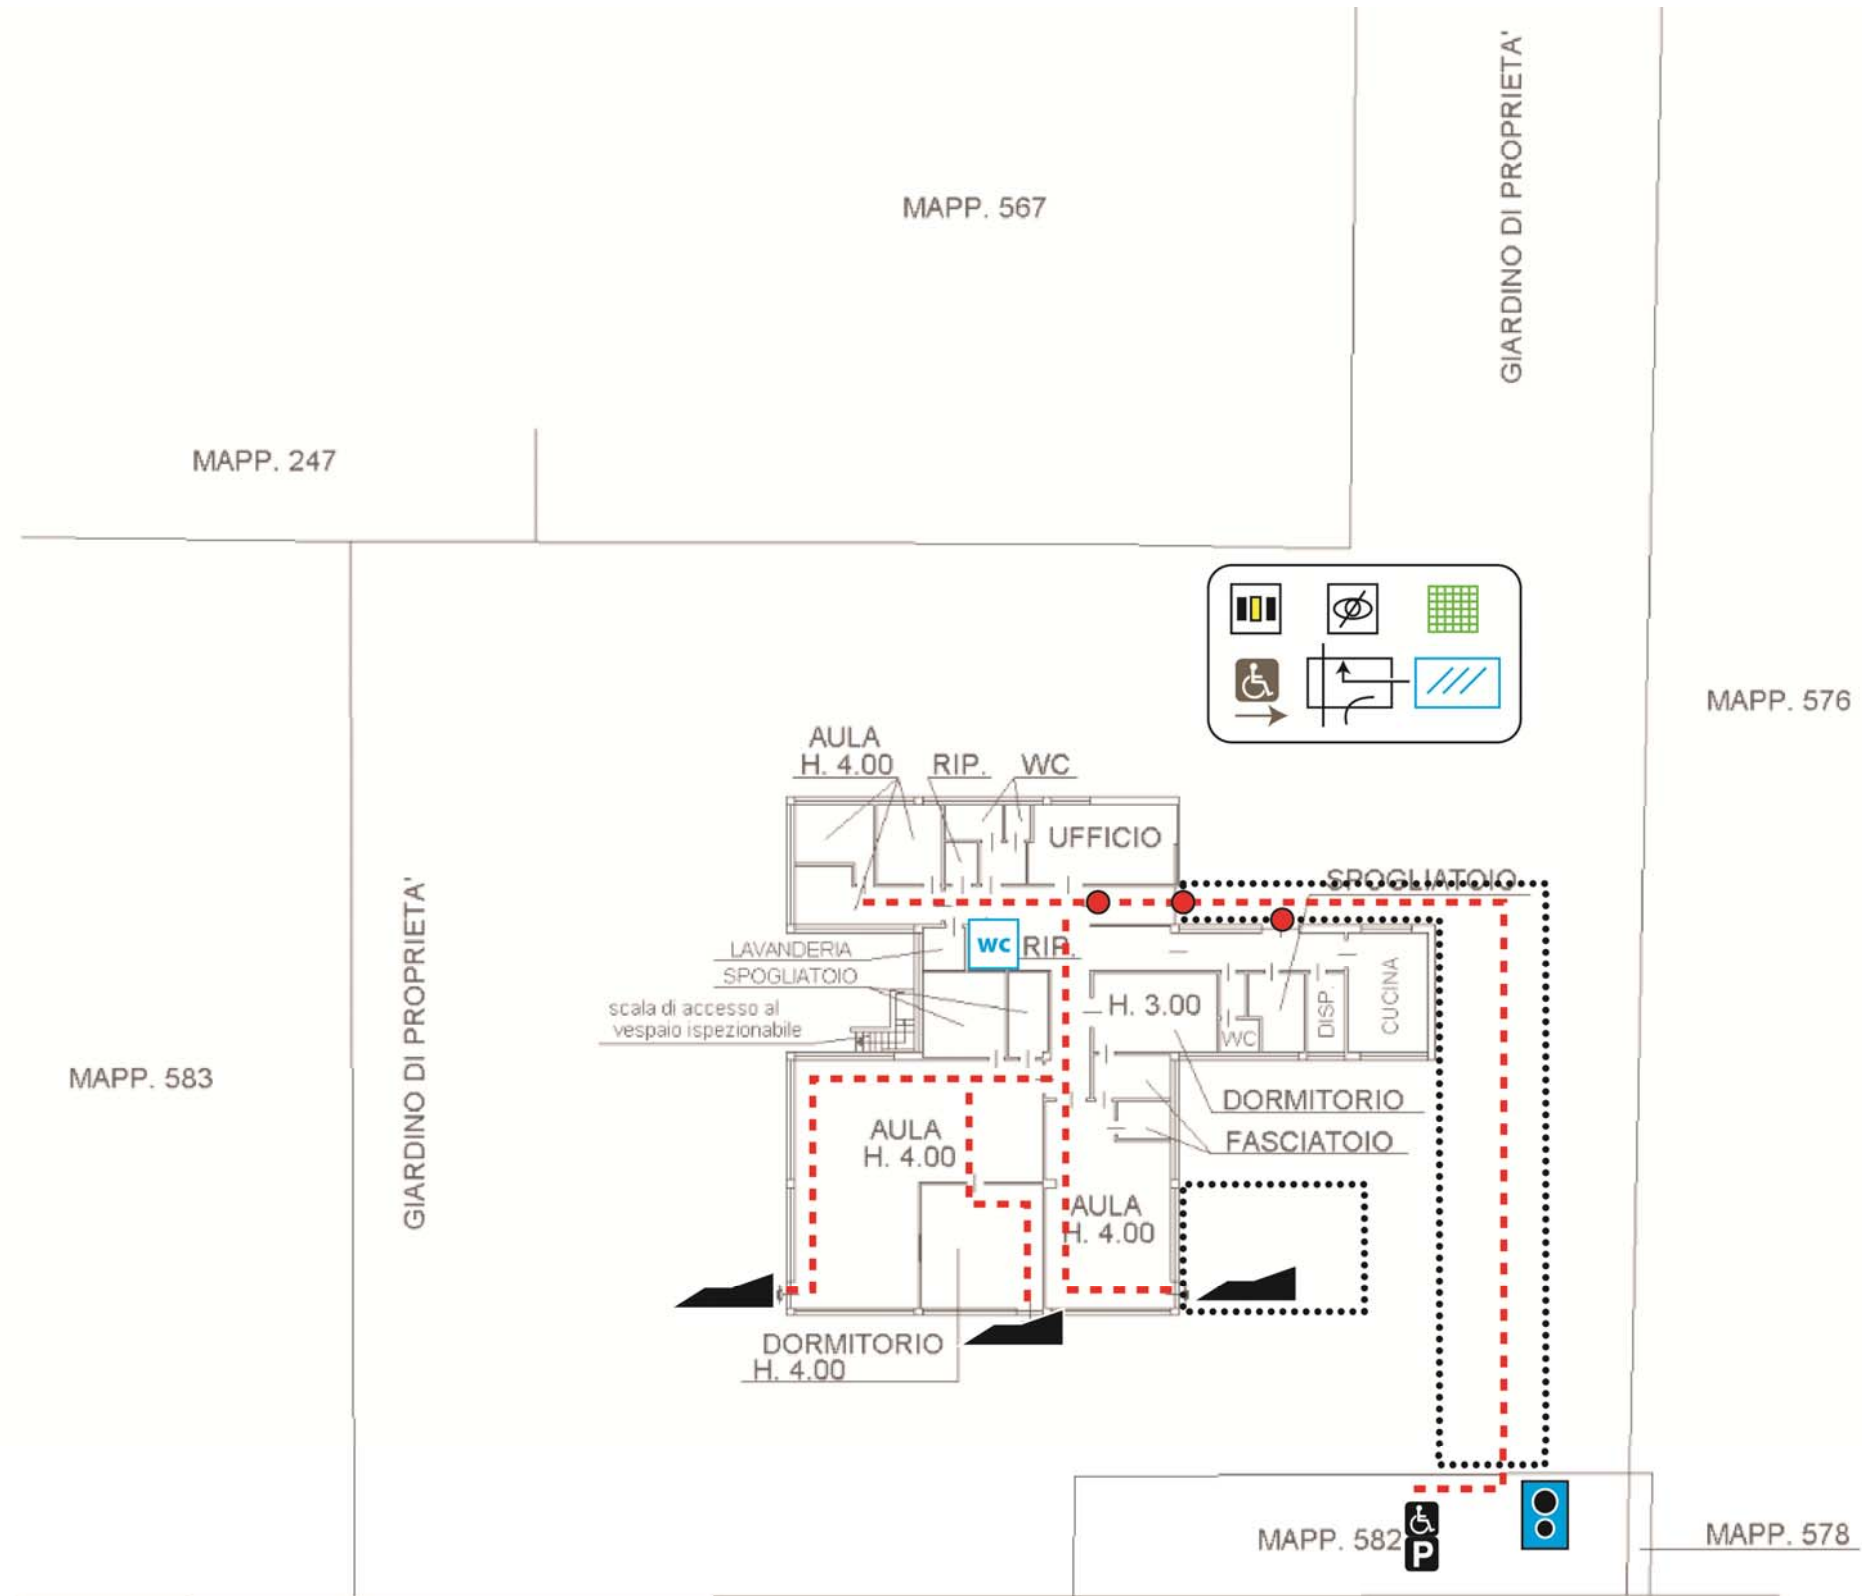 GIARDINO DI PROPRIETA'
MAPP. 567
MAPP. 247
MAPP. 576
AULA
H. 4.00
RIP.
WC
UFFICIO
SPOGLIATOIO
LAVANDERIA
wc
RIP.
SPOGLIATOIO
scala di accesso al
vespaio ispezionabile
H. 3.00
WC
DISP.
CUCINA
GIARDINO DI PROPRIETA'
MAPP. 583
DORMITORIO
FASCIATOIO
AULA
H. 4.00
AULA
H. 4.00
DORMITORIO
H. 4.00
MAPP. 582
P
MAPP. 578